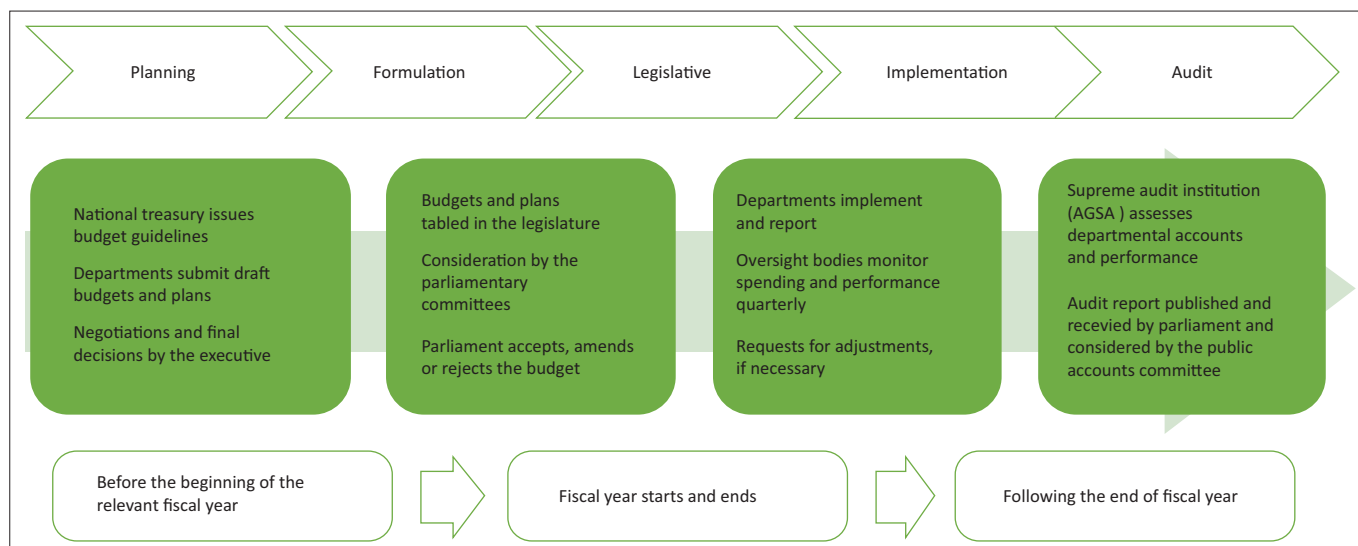 Planning
Formulation
Legislative
Implementation
Audit
National treasury issues
budget guidelines
Departments submit draft
budgets and plans
Negotiations and final
decisions by the executive
Budgets and plans
tabled in the legislature
Consideration by the
parliamentary
committees
Parliament accepts, amends
or rejects the budget
Departments implement
and report
Oversight bodies monitor
spending and performance
quarterly
Requests for adjustments,
if necessary
Supreme audit institution
(AGSA ) assesses
departmental accounts
and performance
Audit report published and
recevied by parliament and
considered by the public
accounts committee
Before the beginning of the
relevant fiscal year
Fiscal year starts and ends
Following the end of fiscal year